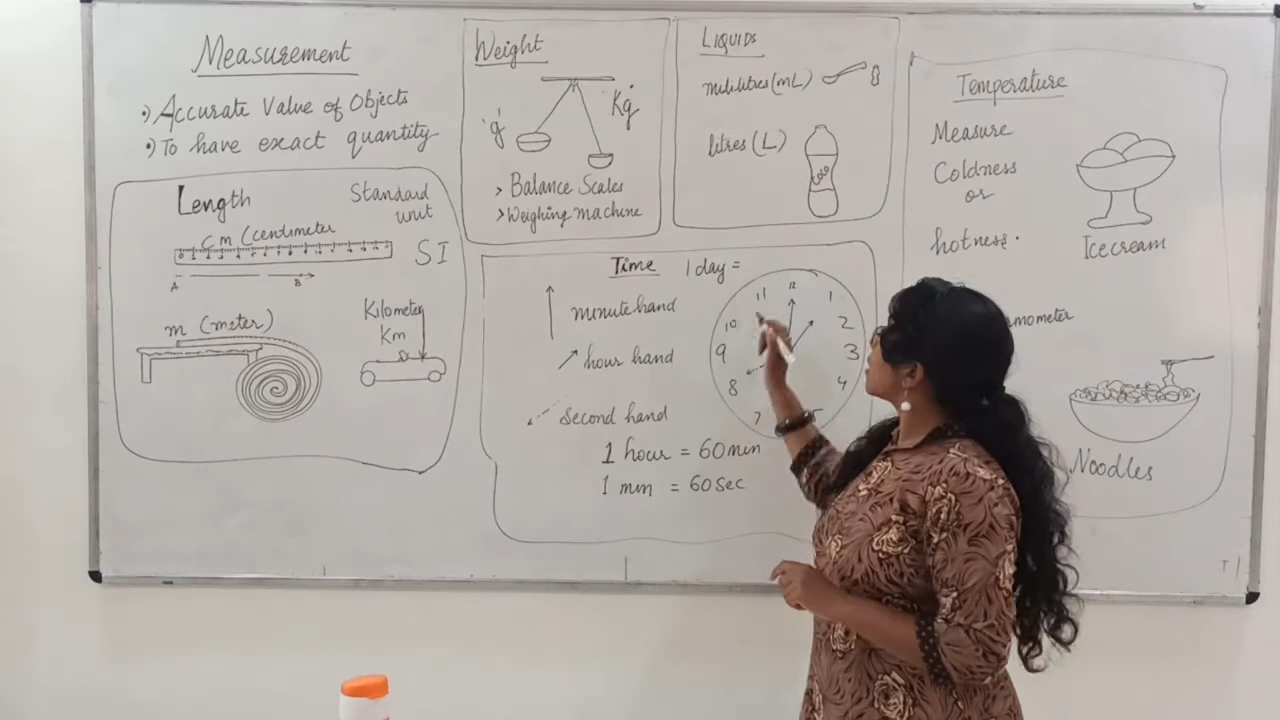 Measurement
•) Accurate Value of Objects
•) To have exact quantity
Length
Standard
unit
cm (centimeter
SI
A B
m (meter)
Kilometer
Km
Weight
'g'
Kg
> Balance Scales
> Weighing machine
LIQUIDS
mililitres (mL)
litres (L)
COLO
Time 1 day =
minute hand
hour hand
second hand
1 hour = 60 min
1 min = 60 Sec
12
11 1
10 2
9 3
8 4
7
Temperature
Measure
Coldness
or
hotness.
Icecream
mometer
Noodles